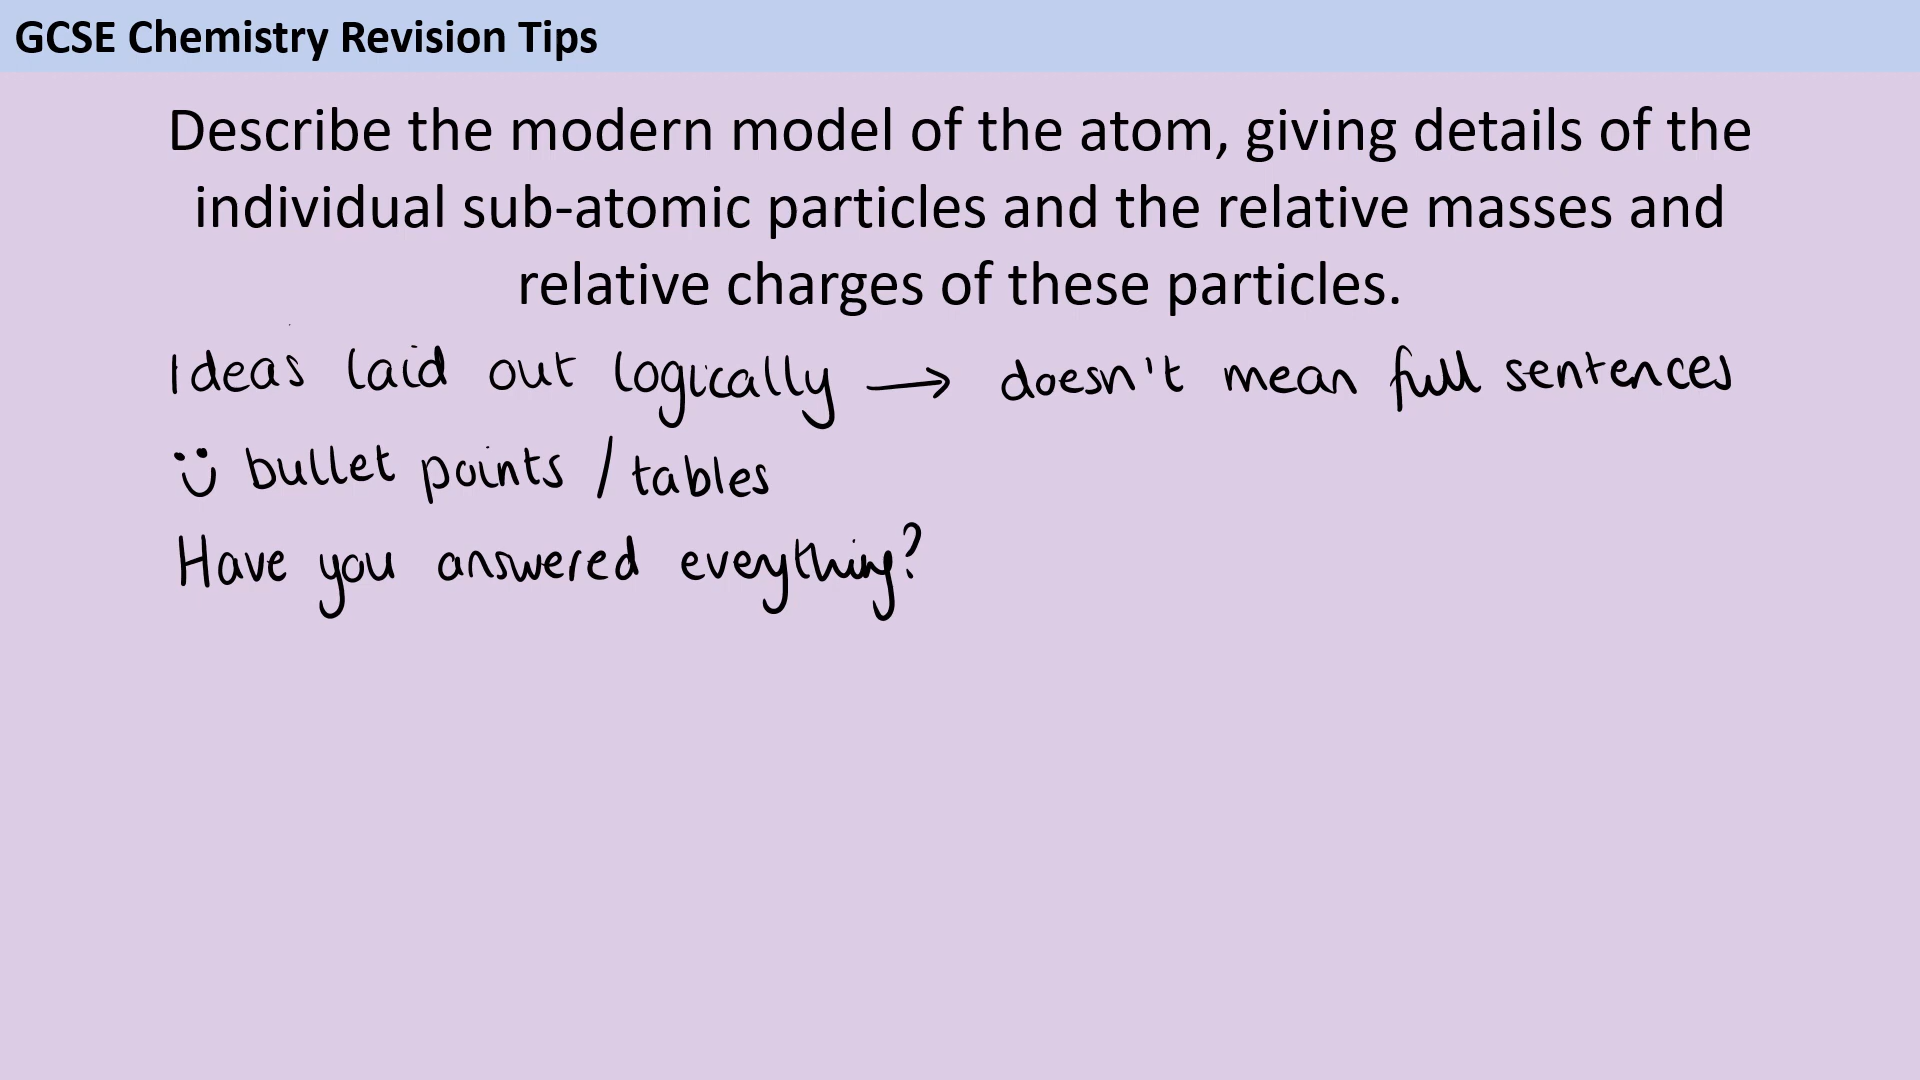 GCSE Chemistry Revision Tips
Describe the modern model of the atom, giving details of the
individual sub-atomic particles and the relative masses and
relative charges of these particles.
Ideas laid out logically → doesn't mean full sentences
bullet points / tables
Have you answered everything?